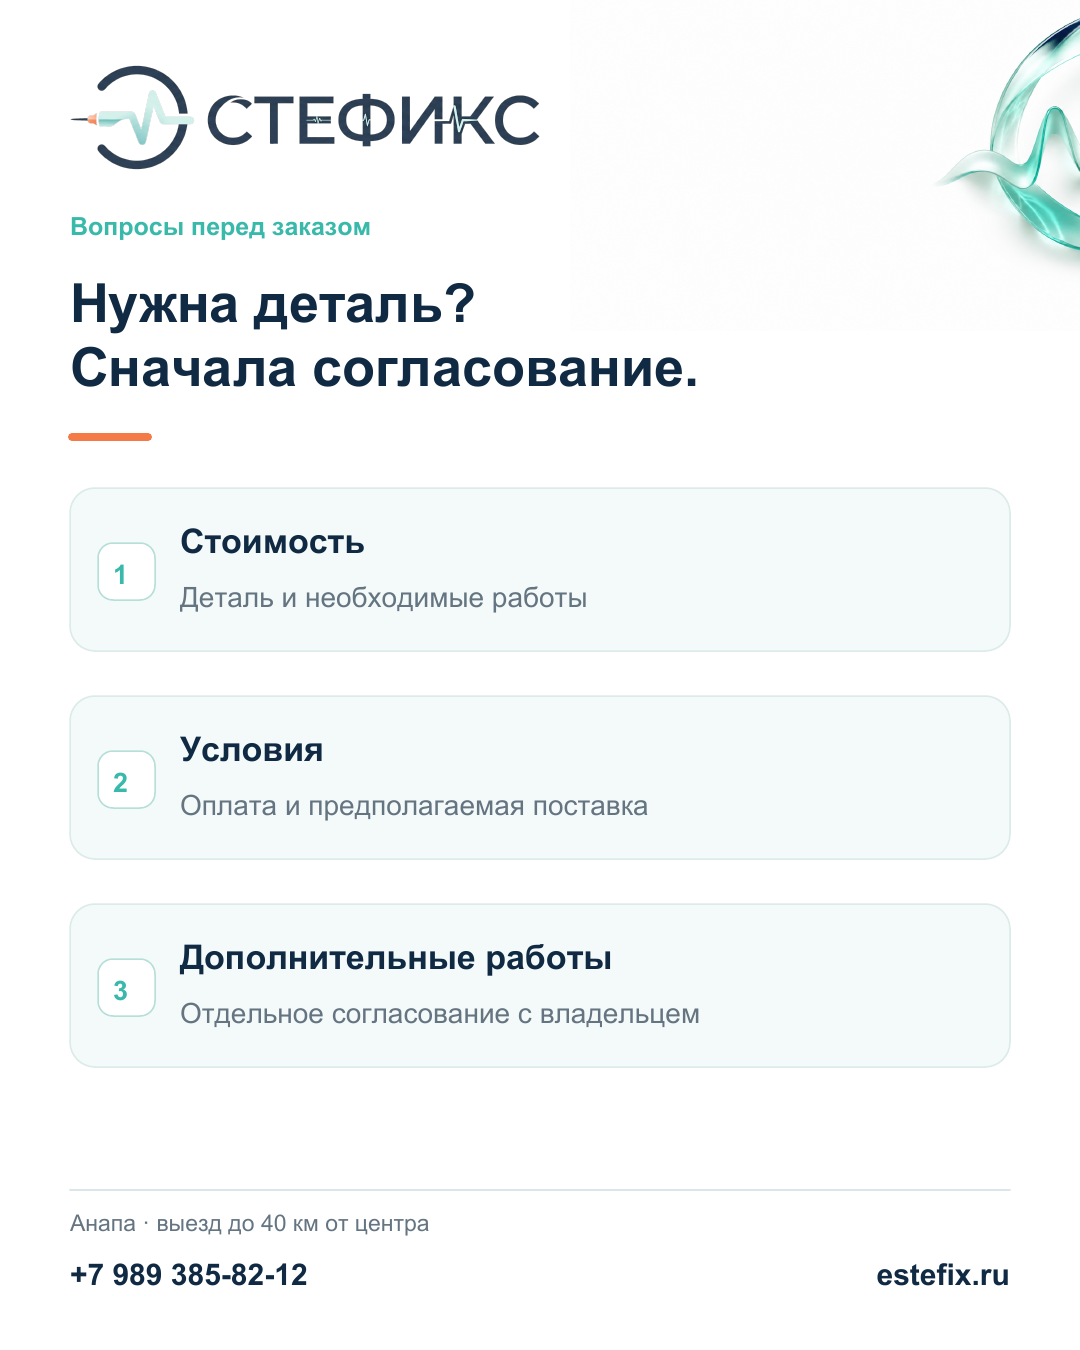 ЭСТЕФИКС
Вопросы перед заказом
Нужна деталь?
Сначала согласование.
1
Стоимость
Деталь и необходимые работы
2
Условия
Оплата и предполагаемая поставка
3
Дополнительные работы
Отдельное согласование с владельцем
Анапа · выезд до 40 км от центра
+7 989 385-82-12
estefix.ru